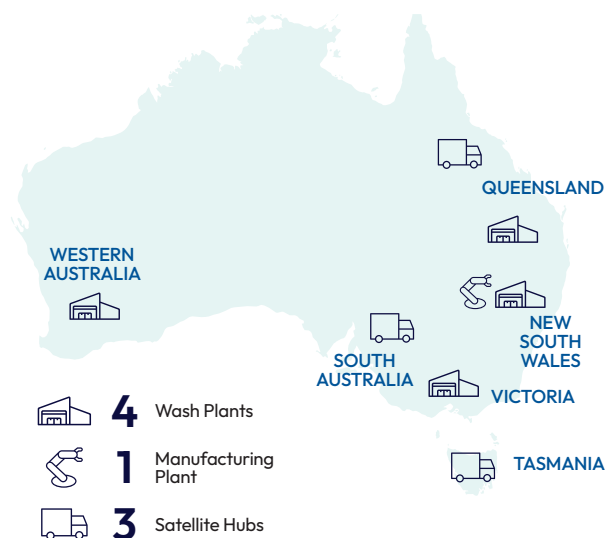 QUEENSLAND
WESTERN
AUSTRALIA
NEW
SOUTH
WALES
SOUTH
AUSTRALIA
VICTORIA
TASMANIA
4 Wash Plants
1 Manufacturing
Plant
3 Satellite Hubs